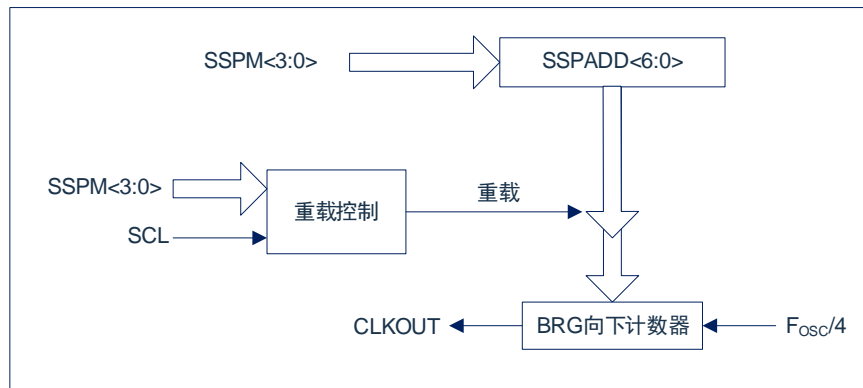 SSPM<3:0>
SSPADD<6:0>
SSPM<3:0>
重载控制
重载
SCL
CLKOUT
BRG向下计数器
FOSC/4